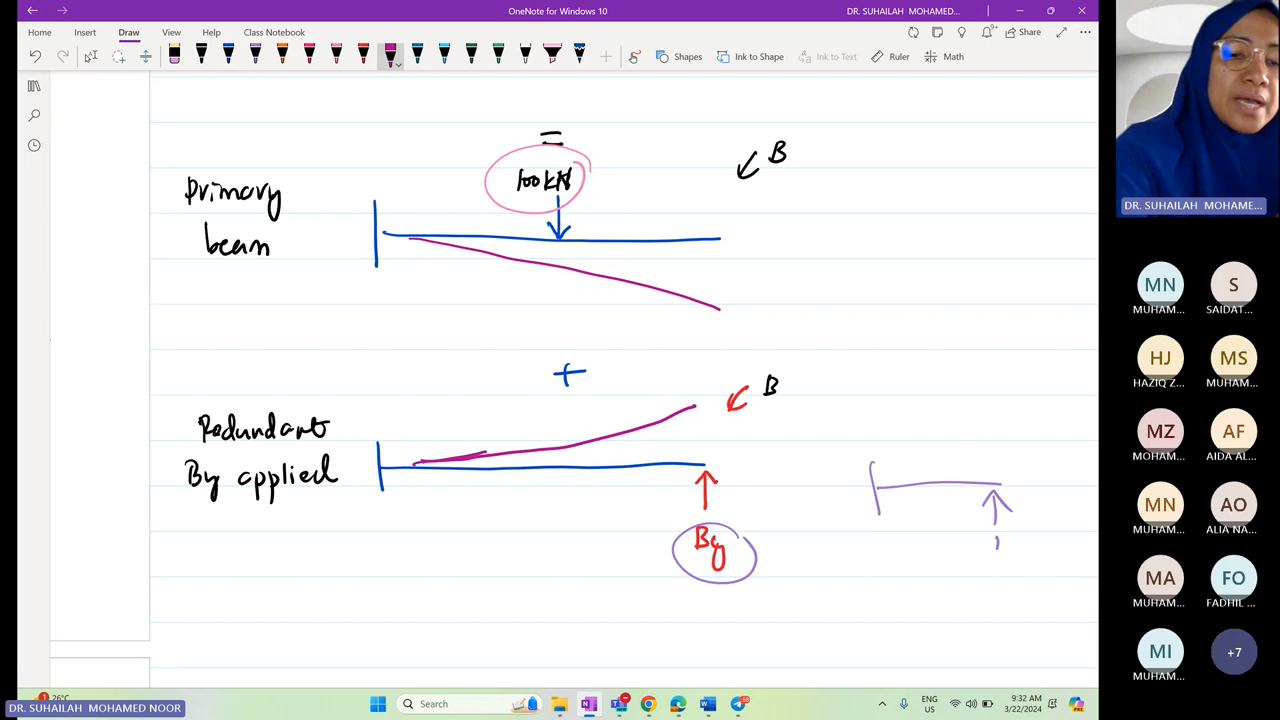 OneNote for Windows 10
DR. SUHAILAH MOHAMED...
Home
Insert
Draw
View
Help
Class Notebook
Share
Shapes
Ink to Shape
Ink to Text
Ruler
Math
=
100kN
B
Primary
beam
+
B
Redundant
By applied
By
1
DR. SUHAILAH MOHAME...
MN
MUHAM...
S
SAIDAT...
HJ
HAZIQ Z...
MS
MUHAM...
MZ
MOHAM...
AF
AIDA AL...
MN
MUHAM...
AO
ALIA NA...
MA
MUHAM...
FO
FADHIL ...
MI
MUHAM...
+7
26°C
DR. SUHAILAH MOHAMED NOOR
Search
ENG
US
9:32 AM
3/22/2024